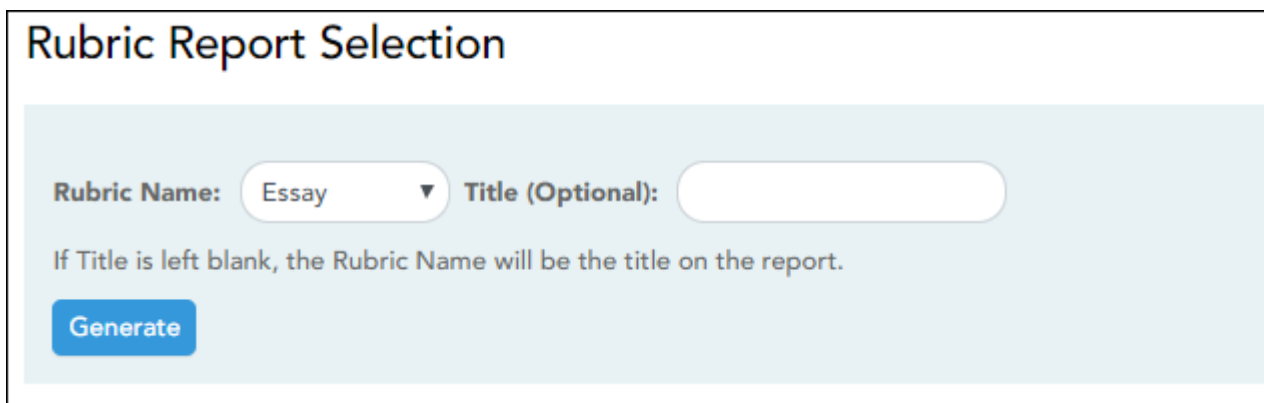 Rubric Report Selection
Rubric Name: Essay Title (Optional):
If Title is left blank, the Rubric Name will be the title on the report.
Generate